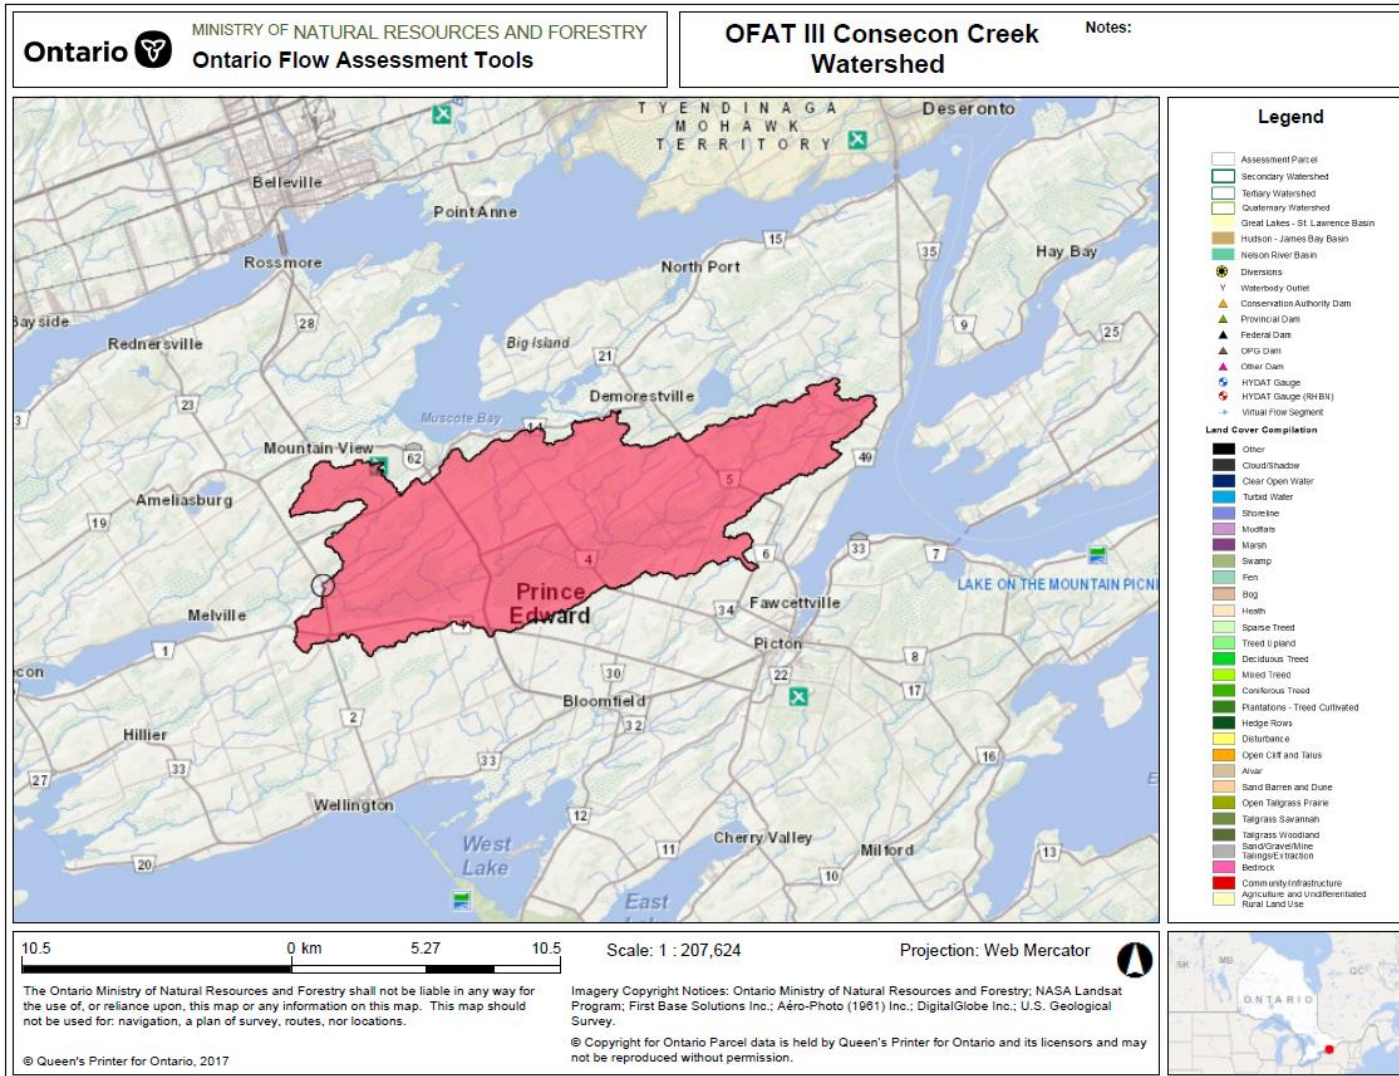 Ontario
MINISTRY OF NATURAL RESOURCES AND FORESTRY
Ontario Flow Assessment Tools
OFAT III Consecon Creek
Watershed
Notes:
TYENDINAGA
MOHAWK
TERRITORY
Deseronto
Belleville
Point Anne
15
Rossmore
North Port
35
Hay Bay
Bayside
28
9
25
Rednersville
Big Island
21
23
Demorestville
3
Muscote Bay
14
Mountain View
62
49
5
Ameliasburg
19
4
6
33
7
LAKE ON THE MOUNTAIN PICNI
Prince
Edward
Melville
34
Fawcettville
1
Picton
8
con
30
22
17
2
Bloomfield
32
Hillier
33
33
16
27
Wellington
12
Cherry Valley
West
Lake
11
Milford
13
20
10
East
Legend
Assessment Parcel
Secondary Watershed
Tertiary Watershed
Quaternary Watershed
Great Lakes - St. Lawrence Basin
Hudson - James Bay Basin
Nelson River Basin
Diversions
Waterbody Outlet
Conservation Authority Dam
Provincial Dam
Federal Dam
OPG Dam
Other Dam
HYDAT Gauge
HYDAT Gauge (RHBN)
Virtual Flow Segment
Land Cover Compilation
Other
Cloud/Shadow
Clear Open Water
Turbid Water
Shoreline
Mudflats
Marsh
Swamp
Fen
Bog
Heath
Sparse Treed
Treed Upland
Deciduous Treed
Mixed Treed
Coniferous Treed
Plantations - Treed Cultivated
Hedge Rows
Disturbance
Open Cliff and Talus
Alvar
Sand Barren and Dune
Open Tallgrass Prairie
Tallgrass Savannah
Tallgrass Woodland
Sand/Gravel/Mine
Tailings/Extraction
Bedrock
Community/Infrastructure
Agriculture and Undifferentiated
Rural Land Use
10.5 0 km 5.27 10.5
Scale: 1 : 207,624
Projection: Web Mercator
The Ontario Ministry of Natural Resources and Forestry shall not be liable in any way for
the use of, or reliance upon, this map or any information on this map. This map should
not be used for: navigation, a plan of survey, routes, nor locations.
© Queen's Printer for Ontario, 2017
Imagery Copyright Notices: Ontario Ministry of Natural Resources and Forestry; NASA Landsat
Program; First Base Solutions Inc.; Aéro-Photo (1961) Inc.; DigitalGlobe Inc.; U.S. Geological
Survey.
© Copyright for Ontario Parcel data is held by Queen's Printer for Ontario and its licensors and may
not be reproduced without permission.
SK
MB
ONTARIO
QC